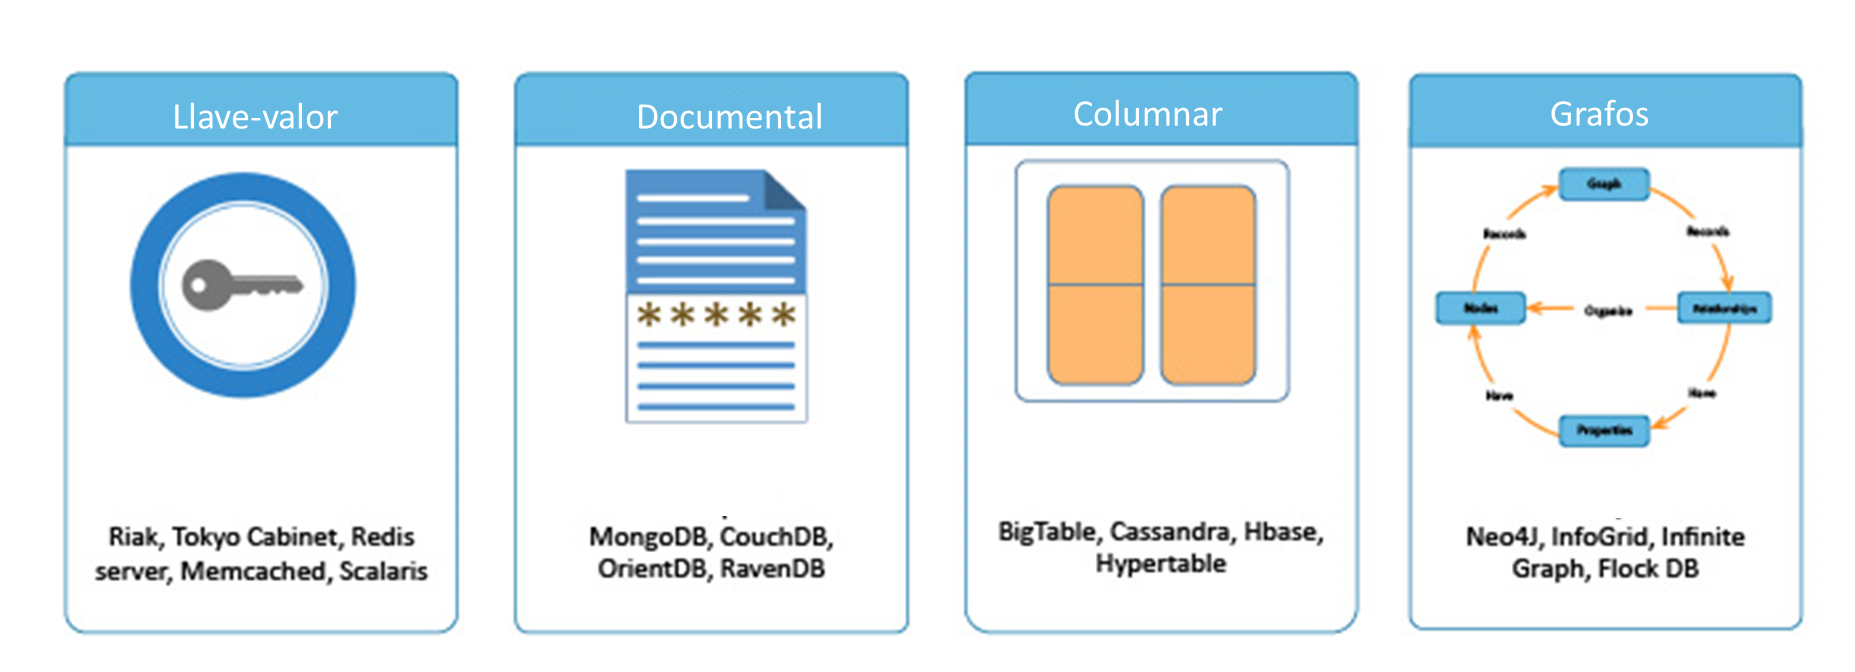 Llave-valor
Riak, Tokyo Cabinet, Redis
server, Memcached, Scalaris
Documental
*****
MongoDB, CouchDB,
OrientDB, RavenDB
Columnar
BigTable, Cassandra, Hbase,
Hypertable
Grafos
Graph
Records
Records
Nodes
Organize
Relationships
Have
Have
Properties
Neo4J, InfoGrid, Infinite
Graph, Flock DB